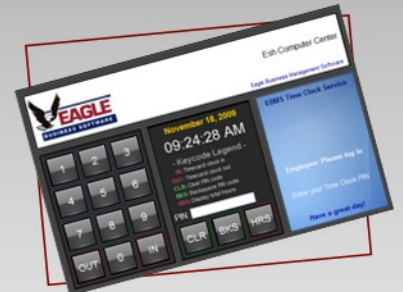 Esh Computer Center
Eagle Business Management Software
EAGLE
BUSINESS SOFTWARE
1
2
3
4
5
6
7
8
9
OUT
0
IN
November 18, 2009
09:24:28 AM
- Keycode Legend -
IN: Timecard clock in
OUT: Timecard clock out
CLR: Clear PIN code
BKS: Backspace PIN code
HRS: Display total hours
PIN
CLR
BKS
HRS
EBMS Time Clock Service
Employee: Please log in
Enter your Time Clock PIN
Have a great day!